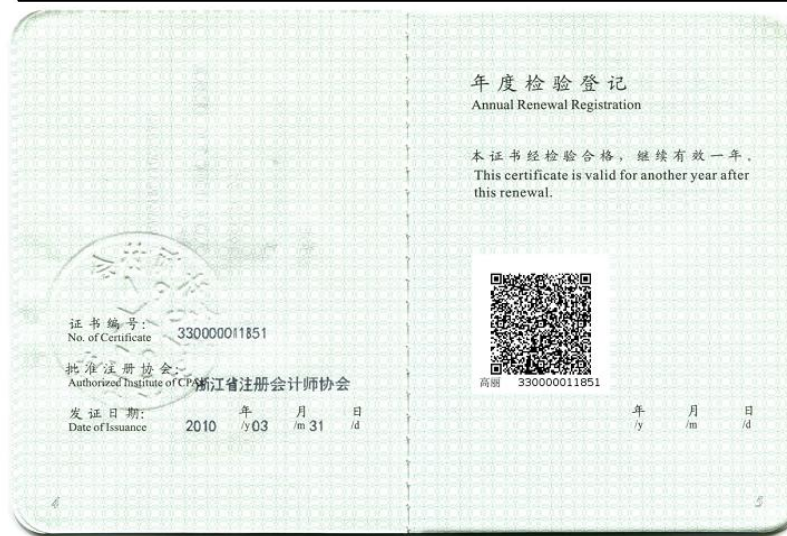 证书编号:
No. of Certificate
330000011851
批准注册协会:
Authorized Institute of CPAs
浙江省注册会计师协会
发证日期:
Date of Issuance
2010 年 /y 03 月 /m 31 日 /d
4
年度检验登记
Annual Renewal Registration
本证书经检验合格，继续有效一年。
This certificate is valid for another year after
this renewal.
高丽 330000011851
年 月 日
/y /m /d
5